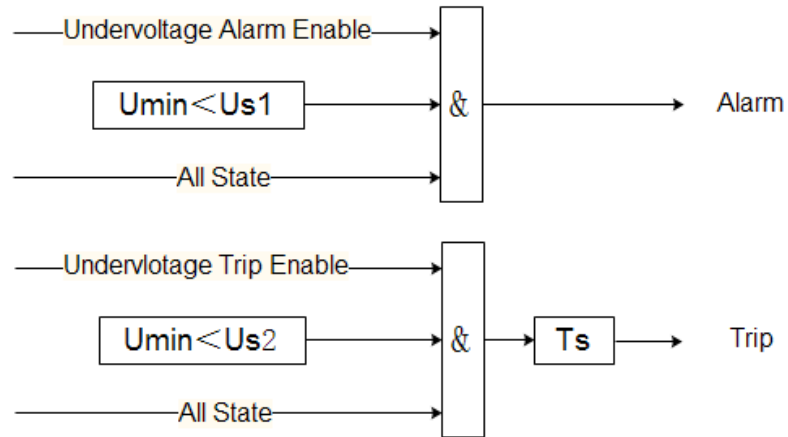 Undervoltage Alarm Enable
Umin<Us1
&
Alarm
All State
Undervlotage Trip Enable
Umin<Us2
&
Ts
Trip
All State